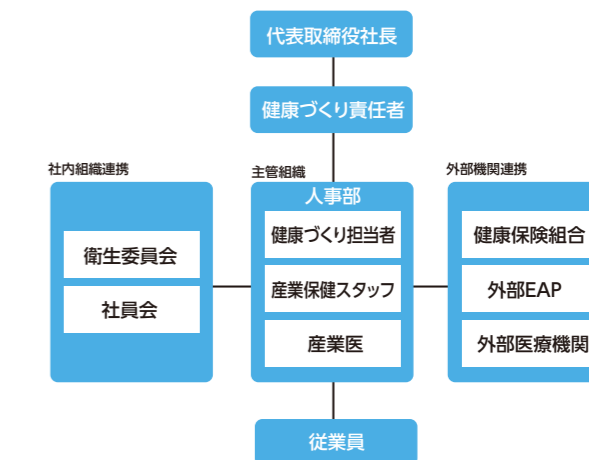 代表取締役社長
健康づくり責任者
社内組織連携
衛生委員会
社員会
主管組織
人事部
健康づくり担当者
産業保健スタッフ
産業医
外部機関連携
健康保険組合
外部EAP
外部医療機関
従業員